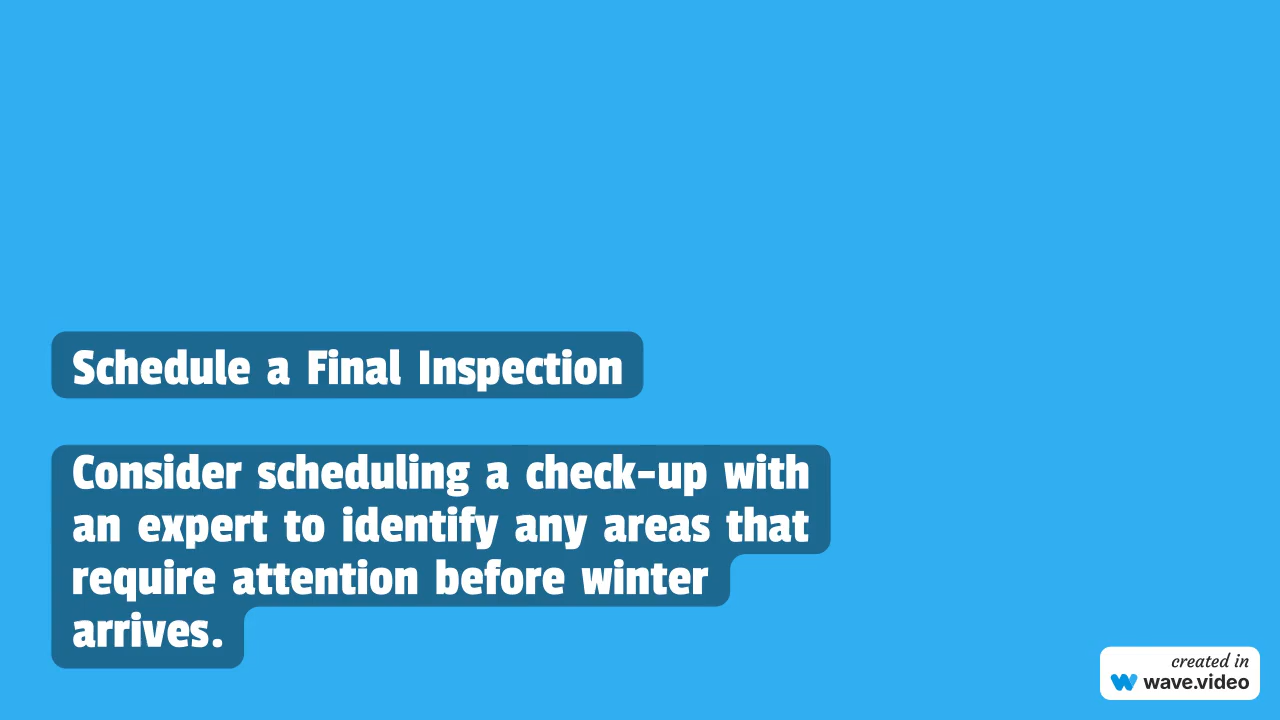 Schedule a Final Inspection
Consider scheduling a check-up with
an expert to identify any areas that
require attention before winter
arrives.
created in
wave.video